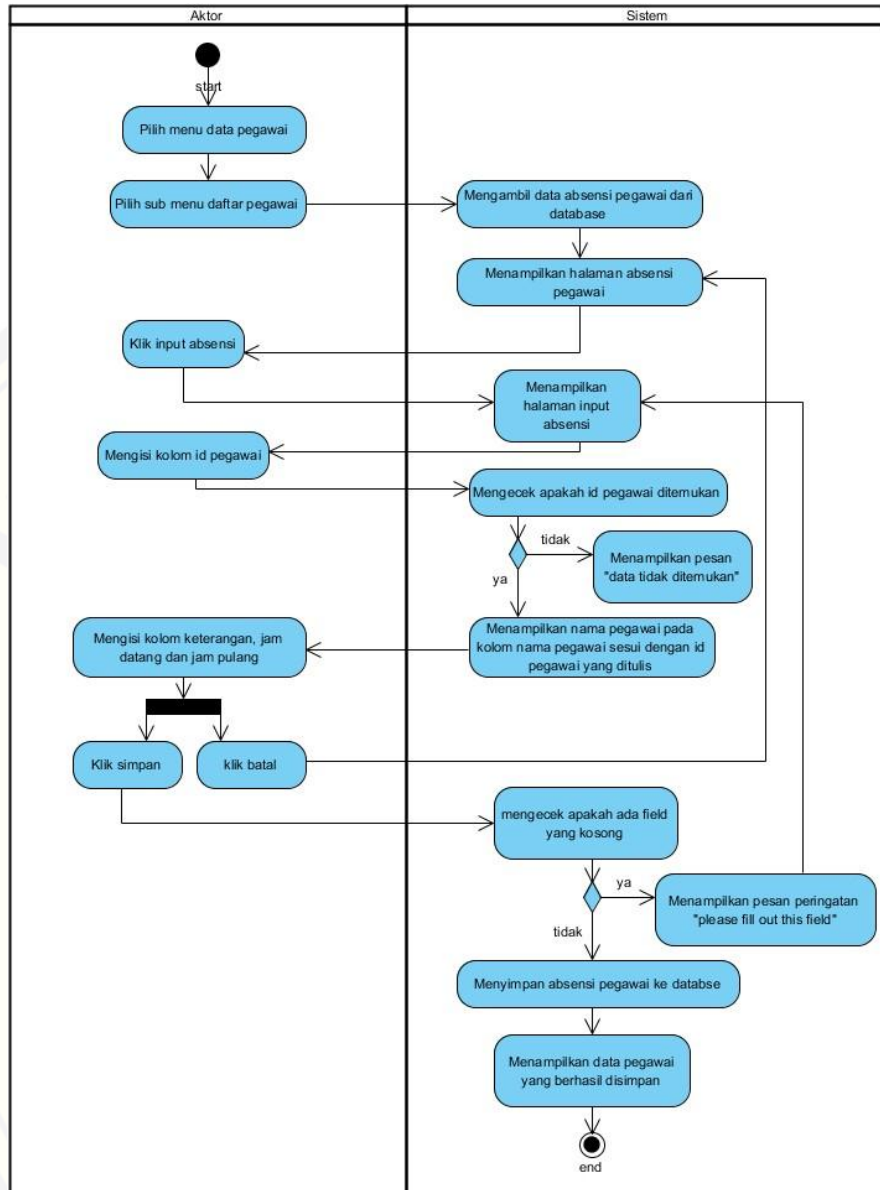 Aktor
Sistem
start
Pilih menu data pegawai
Pilih sub menu daftar pegawai
Mengambil data absensi pegawai dari
database
Menampilkan halaman absensi
pegawai
Klik input absensi
Menampilkan
halaman input
absensi
Mengisi kolom id pegawai
Mengecek apakah id pegawai ditemukan
tidak
Menampilkan pesan
"data tidak ditemukan"
ya
Mengisi kolom keterangan, jam
datang dan jam pulang
Menampilkan nama pegawai pada
kolom nama pegawai sesui dengan id
pegawai yang ditulis
Klik simpan
klik batal
mengecek apakah ada field
yang kosong
ya
Menampilkan pesan peringatan
"please fill out this field"
tidak
Menyimpan absensi pegawai ke databse
Menampilkan data pegawai
yang berhasil disimpan
end